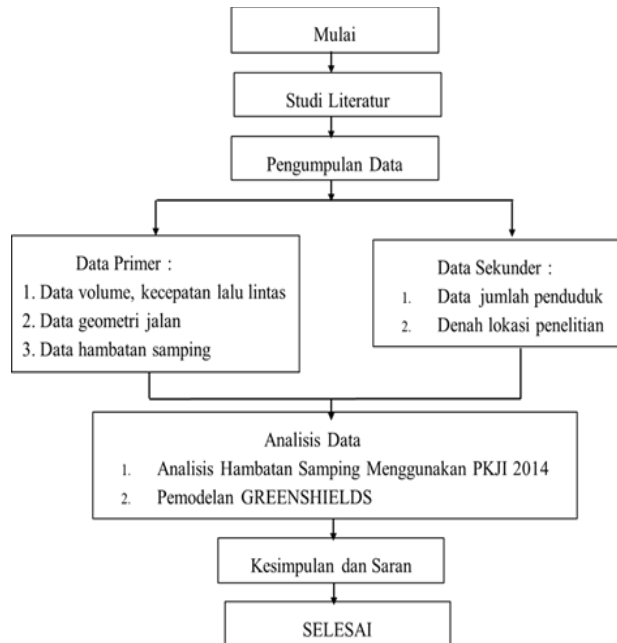 Mulai
Studi Literatur
Pengumpulan Data
Data Primer :
1. Data volume, kecepatan lalu lintas
2. Data geometri jalan
3. Data hambatan samping
Data Sekunder :
1. Data jumlah penduduk
2. Denah lokasi penelitian
Analisis Data
1. Analisis Hambatan Samping Menggunakan PKJI 2014
2. Pemodelan GREENSHIELDS
Kesimpulan dan Saran
SELESAI